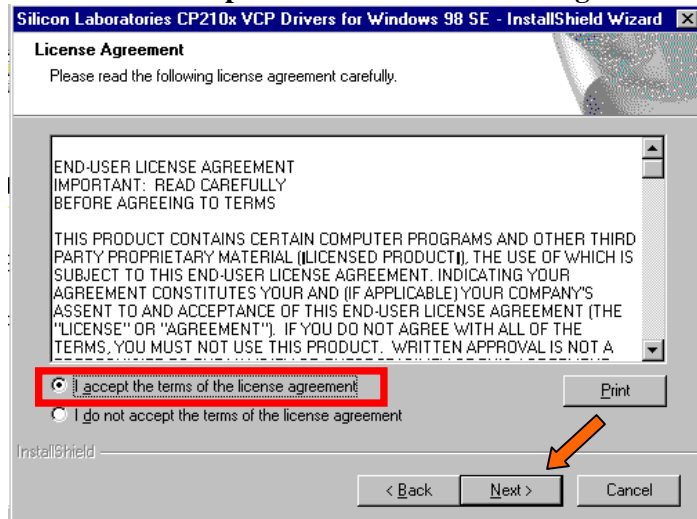 Silicon Laboratories CP210x VCP Drivers for Windows 98 SE - InstallShield Wizard
License Agreement
Please read the following license agreement carefully.
END-USER LICENSE AGREEMENT
IMPORTANT: READ CAREFULLY
BEFORE AGREEING TO TERMS
THIS PRODUCT CONTAINS CERTAIN COMPUTER PROGRAMS AND OTHER THIRD
PARTY PROPRIETARY MATERIAL (‖LICENSED PRODUCT‖), THE USE OF WHICH IS
SUBJECT TO THIS END-USER LICENSE AGREEMENT. INDICATING YOUR
AGREEMENT CONSTITUTES YOUR AND (IF APPLICABLE) YOUR COMPANY'S
ASSENT TO AND ACCEPTANCE OF THIS END-USER LICENSE AGREEMENT (THE
"LICENSE" OR "AGREEMENT"). IF YOU DO NOT AGREE WITH ALL OF THE
TERMS, YOU MUST NOT USE THIS PRODUCT. WRITTEN APPROVAL IS NOT A
I accept the terms of the license agreement
Print
I do not accept the terms of the license agreement
InstallShield
< Back Next > Cancel